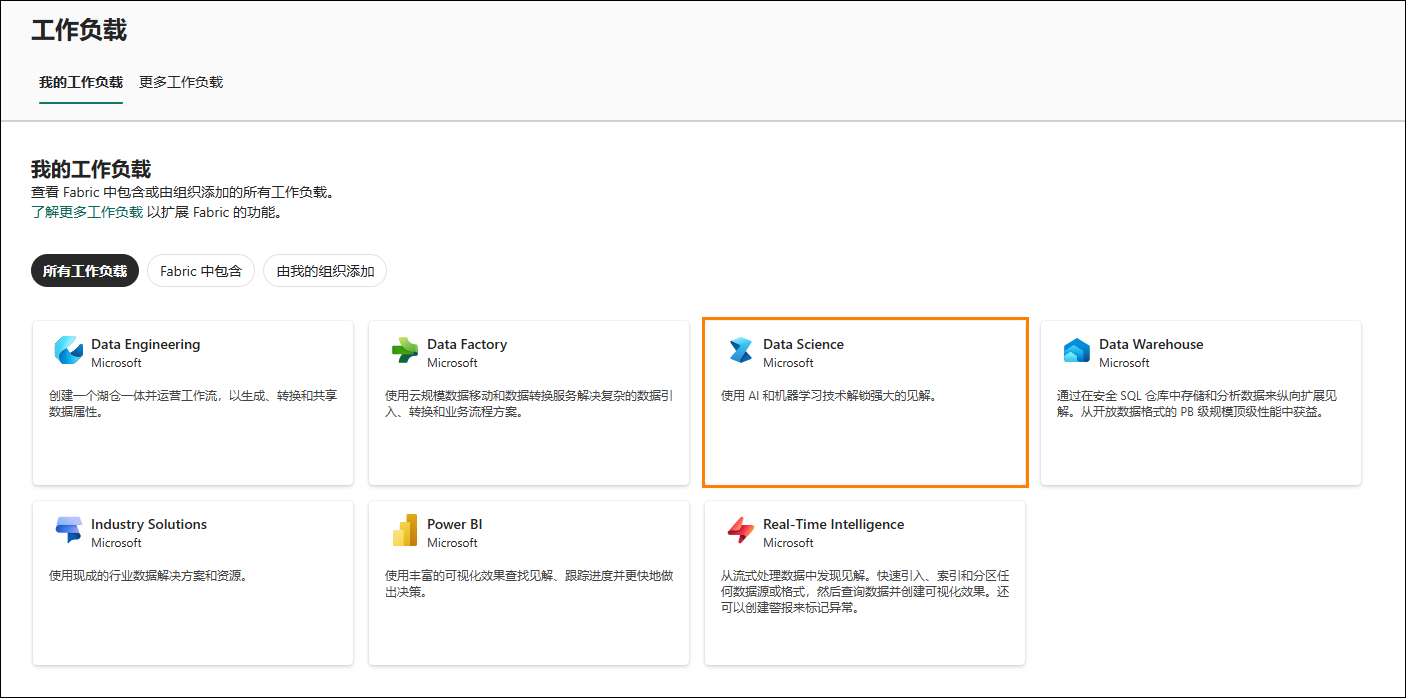 工作负载
我的工作负载 更多工作负载
我的工作负载
查看 Fabric 中包含或由组织添加的所有工作负载。
了解更多工作负载 以扩展 Fabric 的功能。
所有工作负载 Fabric 中包含 由我的组织添加
Data Engineering
Microsoft
创建一个湖仓一体并运营工作流，以生成、转换和共享
数据属性。
Data Factory
Microsoft
使用云规模数据移动和数据转换服务解决复杂的数据引
入、转换和业务流程方案。
Data Science
Microsoft
使用 AI 和机器学习技术解锁强大的见解。
Data Warehouse
Microsoft
通过在安全 SQL 仓库中存储和分析数据来纵向扩展见
解。从开放数据格式的 PB 级规模顶级性能中获益。
Industry Solutions
Microsoft
使用现成的行业数据解决方案和资源。
Power BI
Microsoft
使用丰富的可视化效果查找见解、跟踪进度并更快地做
出决策。
Real-Time Intelligence
Microsoft
从流式处理数据中发现见解。快速引入、索引和分区任
何数据源或格式，然后查询数据并创建可视化效果。还
可以创建警报来标记异常。